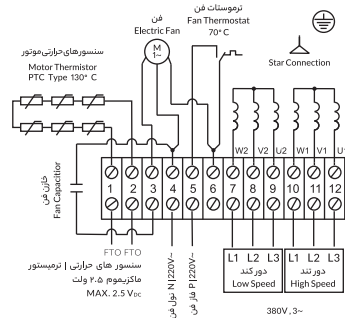 فن
Electric Fan
ترموستات فن
Fan Thermostat
70° C
M
1~
Star Connection
سنسورهای حرارتی موتور
Motor Thermistor
PTC Type 130° C
W2 V2 U2 W1 V1 U1
خازن فن
Fan Capacitior
1 2 3 4 5 6 7 8 9 10 11 12
FTO FTO
سنسور های حرارتی | ترمیستور
ماکزیموم ۲.۵ ولت
MAX. 2.5 VDC
نول فن N|220V~
فاز فن P|220V~
L1 L2 L3
دور کند
Low Speed
L1 L2 L3
دور تند
High Speed
380V , 3~